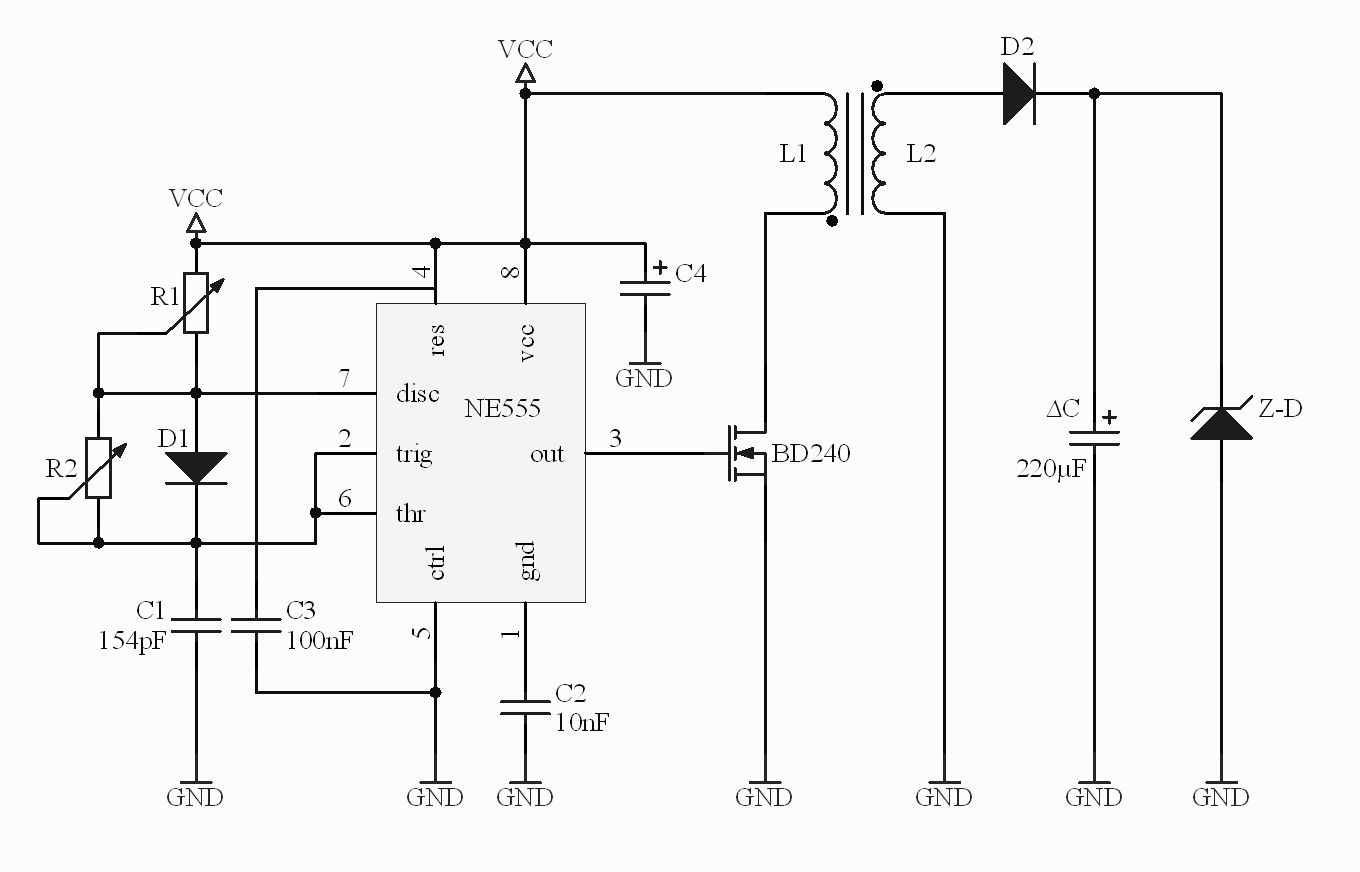 D2
VCC
L1
L2
VCC
4
8
C4
R1
res
vcc
GND
7
disc
NE555
ΔC
Z-D
D1
2
trig
3
out
BD240
R2
220μF
6
thr
ctrl
gnd
C1
C3
154pF
100nF
5
1
C2
10nF
GND
GND
GND
GND
GND
GND
GND